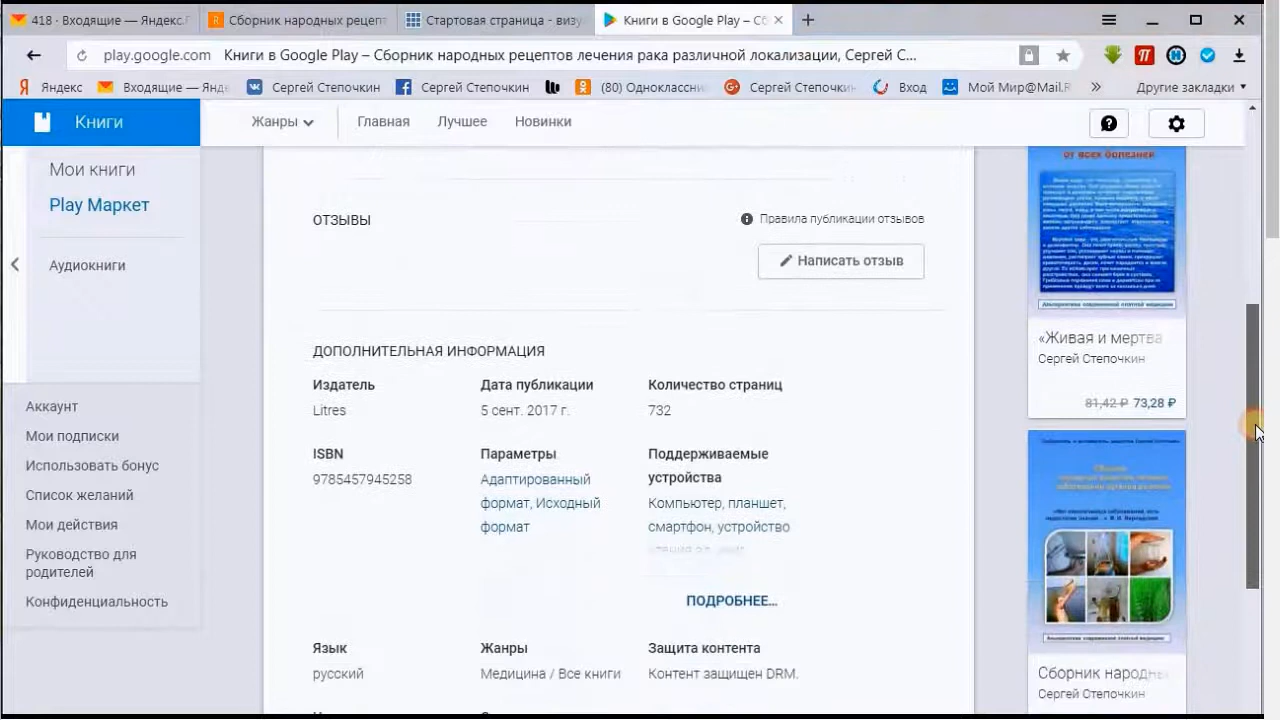 418 · Входящие — Яндекс.
Сборник народных рецепт
Стартовая страница - визу
Книги в Google Play – Сб
play.google.com
Книги в Google Play – Сборник народных рецептов лечения рака различной локализации, Сергей С...
Яндекс
Входящие — Янде
Сергей Степочкин
Сергей Степочкин
(80) Одноклассни
Сергей Степочкин
Вход
Мой Мир@Mail.R
Другие закладки
Книги
Жанры
Главная
Лучшее
Новинки
Мои книги
Play Маркет
Аудиокниги
Аккаунт
Мои подписки
Использовать бонус
Список желаний
Мои действия
Руководство для
родителей
Конфиденциальность
Написать отзыв
ДОПОЛНИТЕЛЬНАЯ ИНФОРМАЦИЯ
Издатель
Litres
Дата публикации
5 сент. 2017 г.
Количество страниц
732
ISBN
9785457945258
Параметры
Адаптированный
формат, Исходный
формат
Поддерживаемые
устройства
Компьютер, планшет,
смартфон, устройство
ПОДРОБНЕЕ...
Язык
русский
Жанры
Медицина / Все книги
Защита контента
Контент защищен DRM.
от всех болезней
«Живая и мертва
Сергей Степочкин
81,42 ₽ 73,28 ₽
Сборник народн
Сергей Степочкин